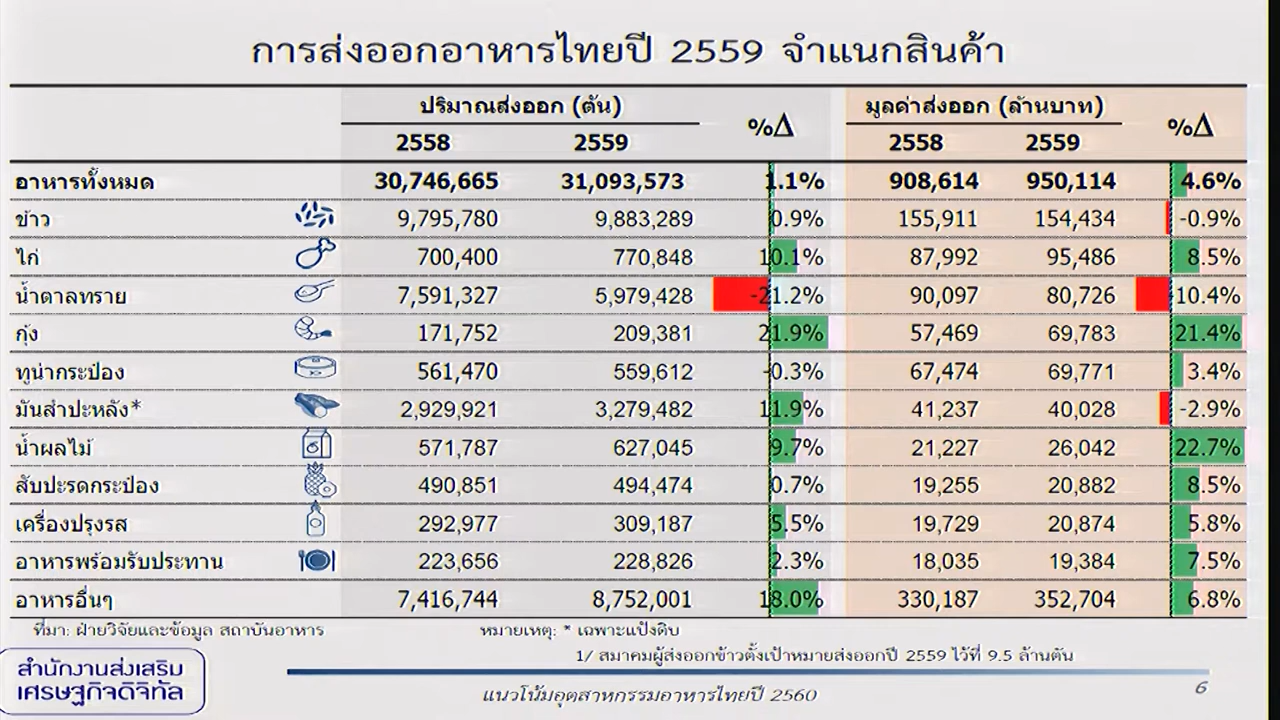 การส่งออกอาหารไทยปี 2559 จำแนกสินค้า
ปริมาณส่งออก (ตัน) %Δ มูลค่าส่งออก (ล้านบาท) %Δ
2558 2559 2558 2559
อาหารทั้งหมด 30,746,665 31,093,573 1.1% 908,614 950,114 4.6%
ข้าว 9,795,780 9,883,289 0.9% 155,911 154,434 -0.9%
ไก่ 700,400 770,848 10.1% 87,992 95,486 8.5%
น้ำตาลทราย 7,591,327 5,979,428 -21.2% 90,097 80,726 -10.4%
กุ้ง 171,752 209,381 21.9% 57,469 69,783 21.4%
ทูน่ากระป๋อง 561,470 559,612 -0.3% 67,474 69,771 3.4%
มันสำปะหลัง* 2,929,921 3,279,482 11.9% 41,237 40,028 -2.9%
น้ำผลไม้ 571,787 627,045 9.7% 21,227 26,042 22.7%
สับปะรดกระป๋อง 490,851 494,474 0.7% 19,255 20,882 8.5%
เครื่องปรุงรส 292,977 309,187 5.5% 19,729 20,874 5.8%
อาหารพร้อมรับประทาน 223,656 228,826 2.3% 18,035 19,384 7.5%
อาหารอื่นๆ 7,416,744 8,752,001 18.0% 330,187 352,704 6.8%
ที่มา: ฝ่ายวิจัยและข้อมูล สถาบันอาหาร หมายเหตุ: * เฉพาะแป้งดิบ
1/ สมาคมผู้ส่งออกข้าวตั้งเป้าหมายส่งออกปี 2559 ไว้ที่ 9.5 ล้านตัน
สำนักงานส่งเสริม
เศรษฐกิจดิจิทัล
แนวโน้มอุตสาหกรรมอาหารไทยปี 2560 6